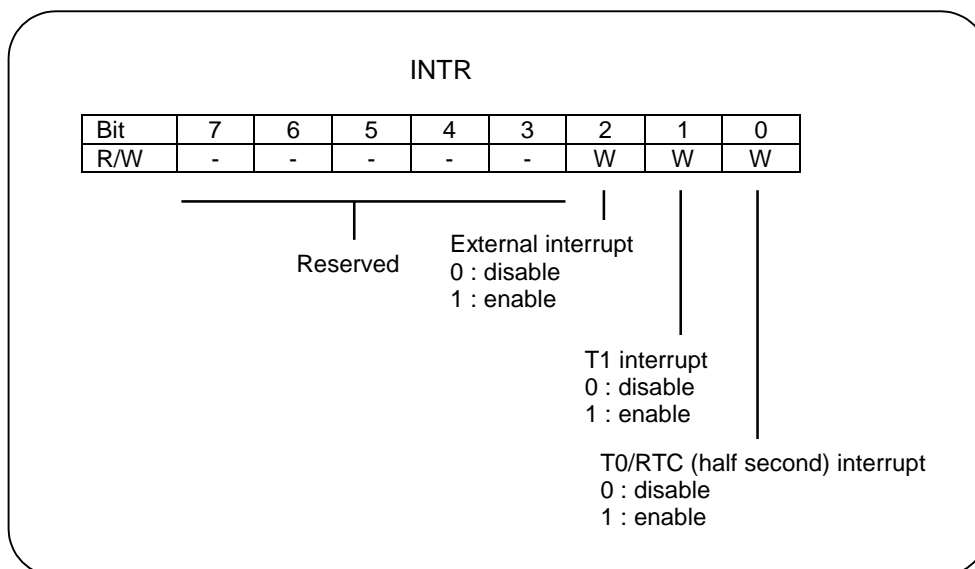 INTR
Bit 7 6 5 4 3 2 1 0
R/W - - - - - W W W
Reserved
External interrupt
0 : disable
1 : enable
T1 interrupt
0 : disable
1 : enable
T0/RTC (half second) interrupt
0 : disable
1 : enable